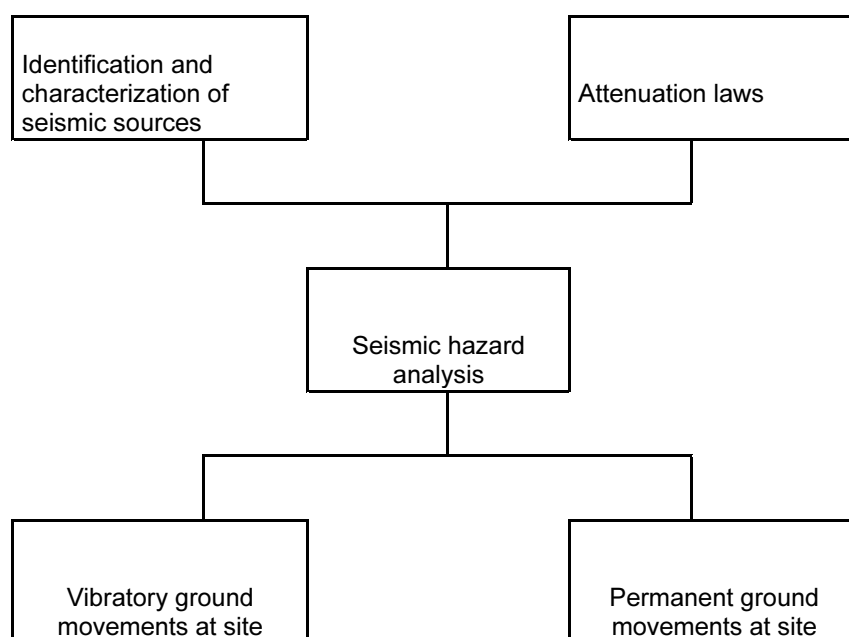 Identification and
characterization of
seismic sources
Attenuation laws
Seismic hazard
analysis
Vibratory ground
movements at site
Permanent ground
movements at site